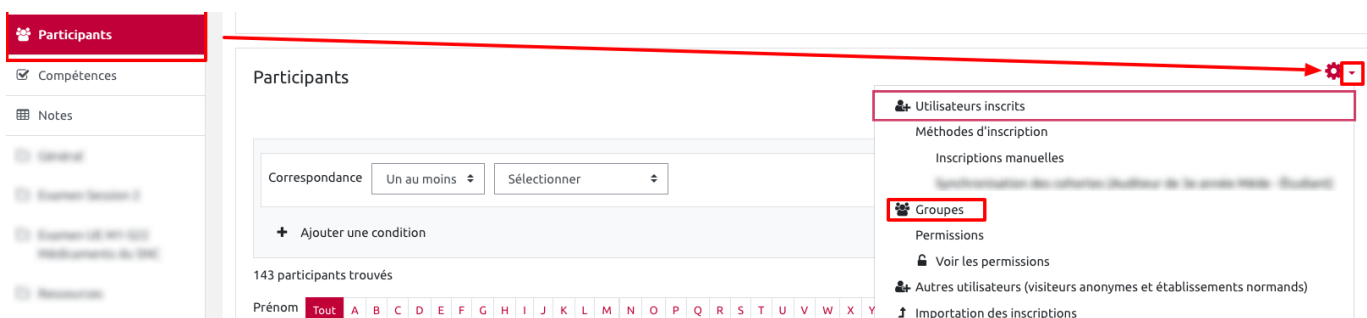 Participants
Compétences
Notes
Participants
Utilisateurs inscrits
Méthodes d'inscription
Inscriptions manuelles
Groupes
Permissions
Voir les permissions
Autres utilisateurs (visiteurs anonymes et établissements normands)
Importation des inscriptions
Correspondance Un au moins Sélectionner
Ajouter une condition
143 participants trouvés
Prénom Tout A B C D E F G H I J K L M N O P Q R S T U V W X Y